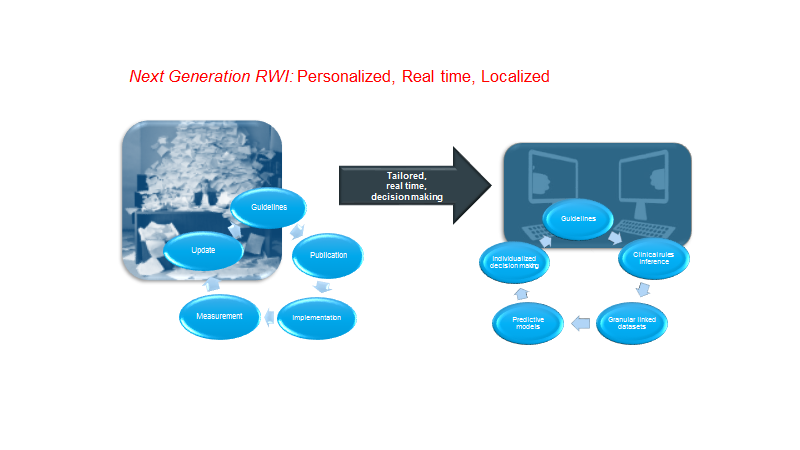 Next Generation RWI: Personalized, Real time, Localized
Guidelines
Publication
Implementation
Measurement
Update
Tailored,
real time,
decision making
Guidelines
Clinical rules
inference
Granular linked
datasets
Predictive
models
Individualized
decision making